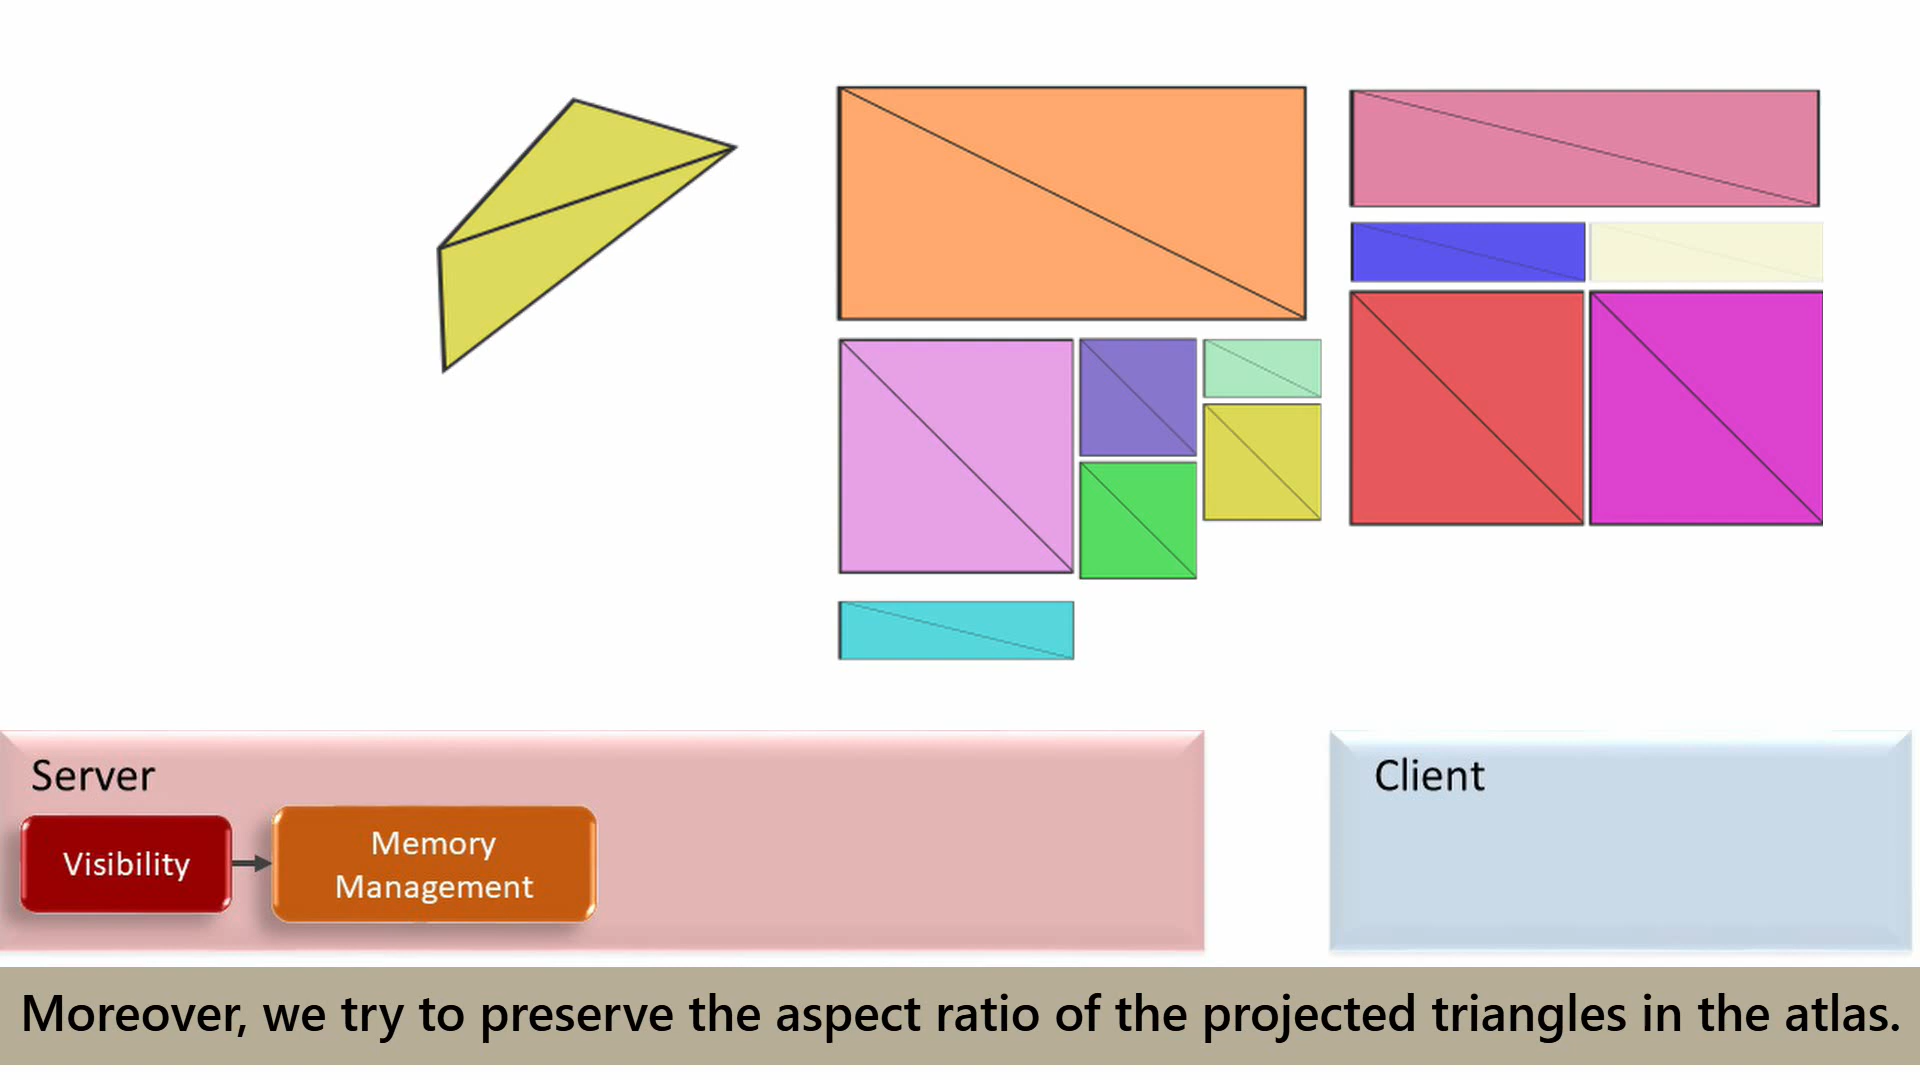 Server
Visibility
Memory
Management
Client
Moreover, we try to preserve the aspect ratio of the projected triangles in the atlas.